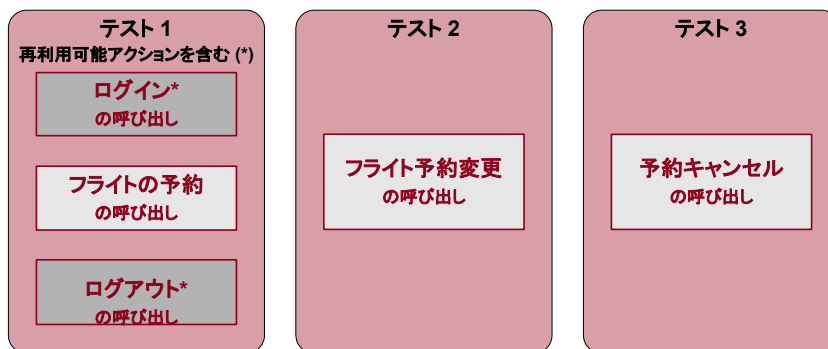 テスト 1
再利用可能アクションを含む (*)
ログイン*
の呼び出し
フライトの予約
の呼び出し
ログアウト*
の呼び出し
テスト 2
フライト予約変更
の呼び出し
テスト 3
予約キャンセル
の呼び出し